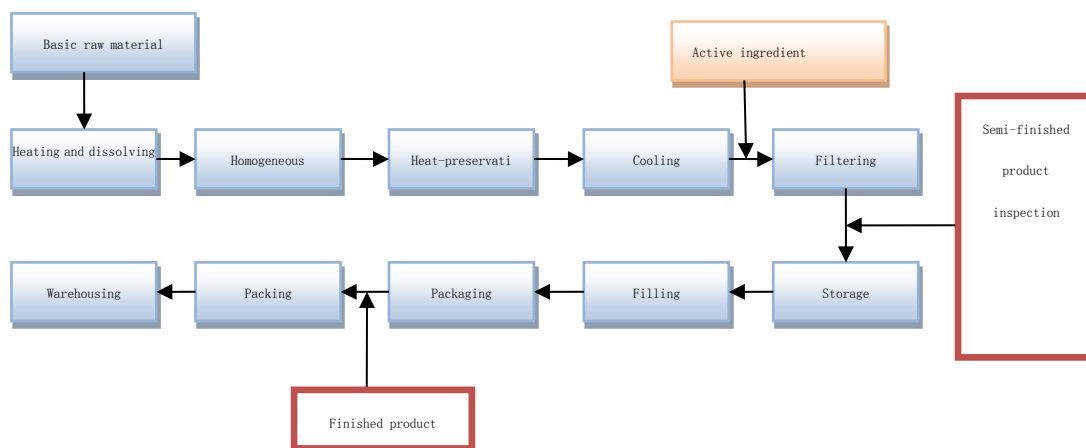 Basic raw material
Active ingredient
Heating and dissolving
Homogeneous
Heat-preservati
Cooling
Filtering
Semi-finished
product
inspection
Warehousing
Packing
Packaging
Filling
Storage
Finished product